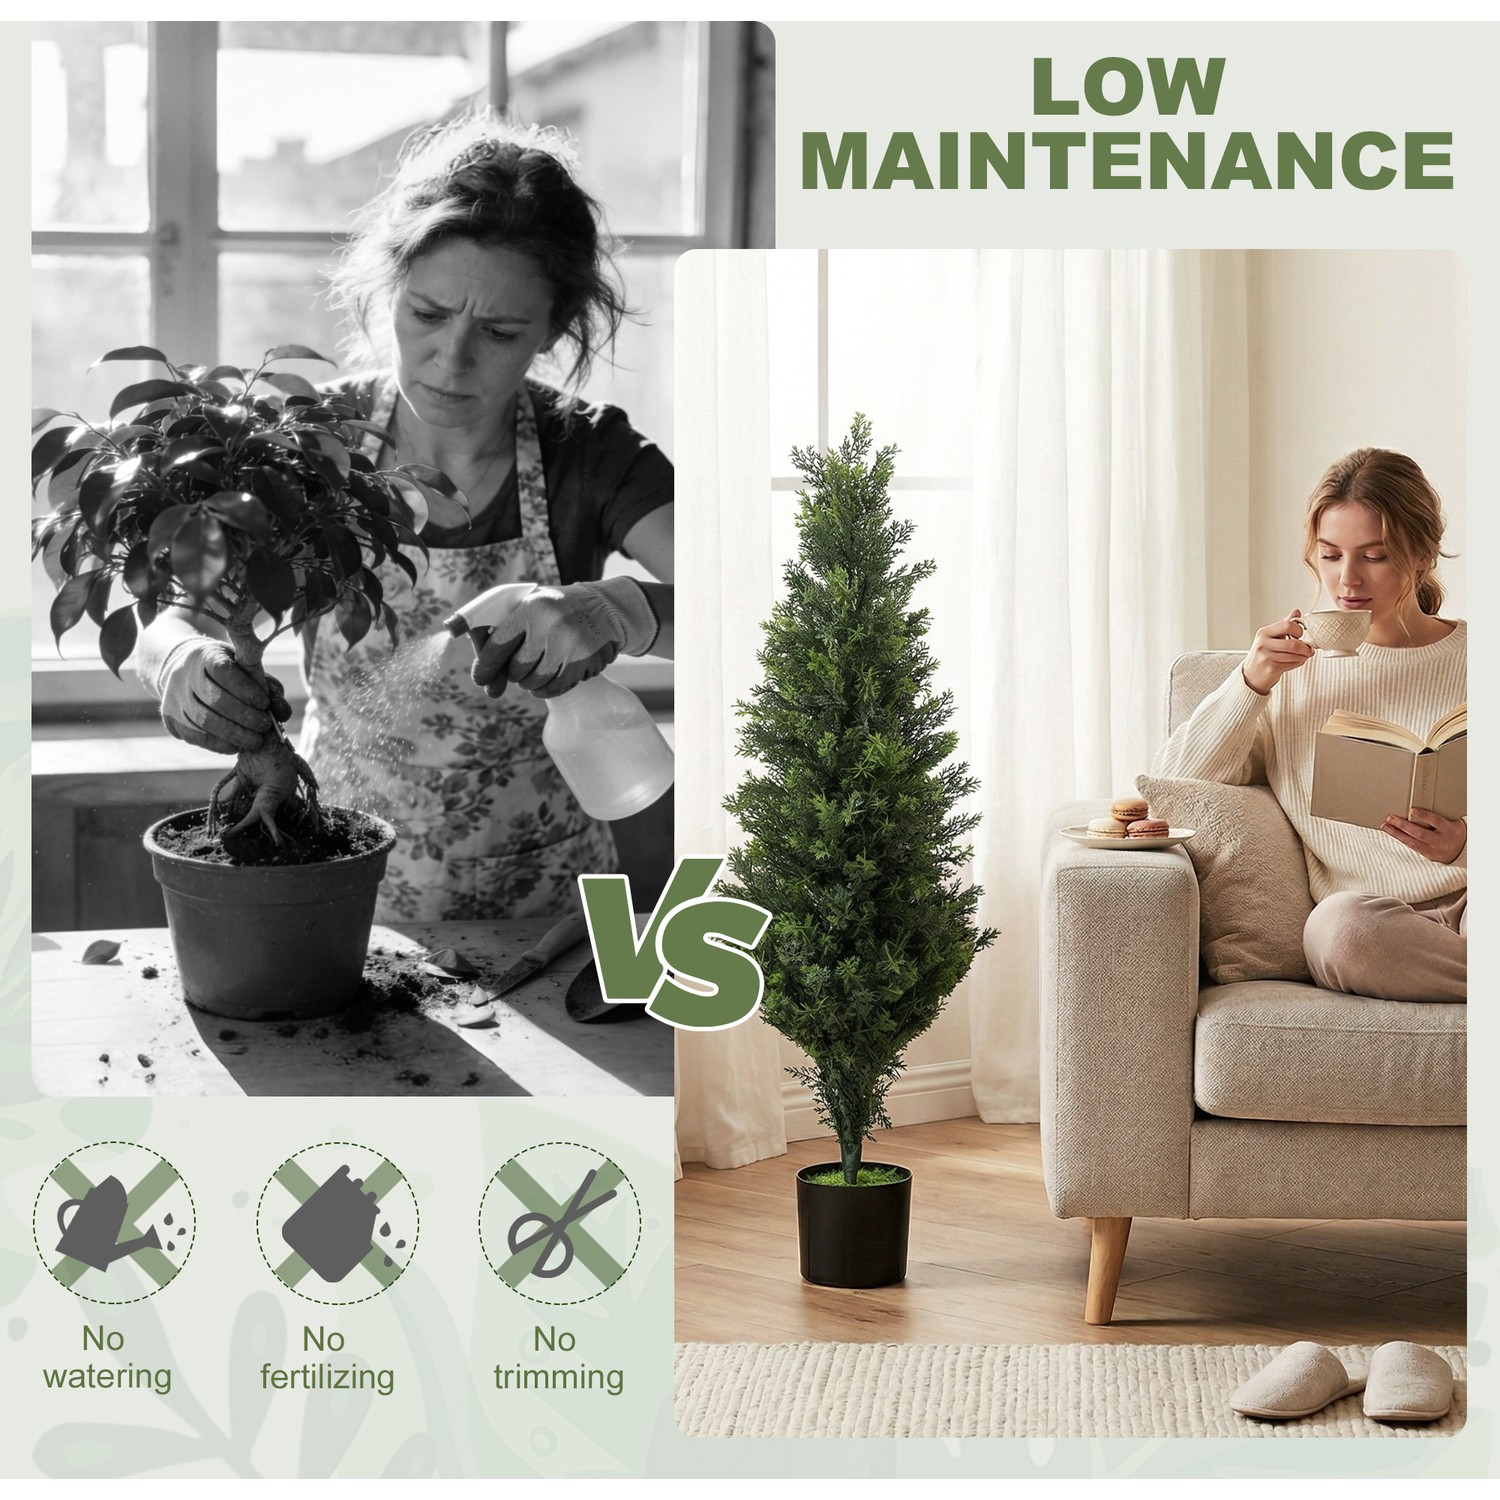 LOW
MAINTENANCE
VS
No
watering
No
fertilizing
No
trimming